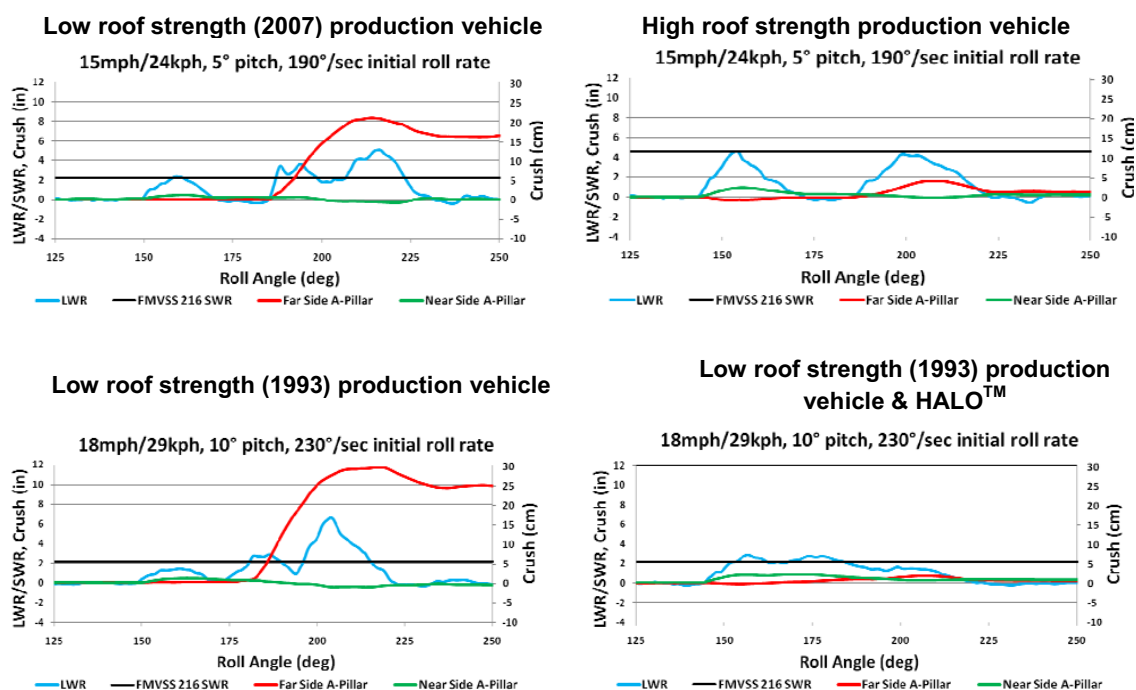 Low roof strength (2007) production vehicle
15mph/24kph, 5° pitch, 190°/sec initial roll rate
LWR/SWR, Crush (in)
12
10
8
6
4
2
0
-2
-4
30
25
20
15
10
5
0
-5
-10
Crush (cm)
125 150 175 200 225 250
Roll Angle (deg)
LWR FMVSS 216 SWR Far Side A-Pillar Near Side A-Pillar
High roof strength production vehicle
15mph/24kph, 5° pitch, 190°/sec initial roll rate
LWR/SWR, Crush (in)
12
10
8
6
4
2
0
-2
-4
30
25
20
15
10
5
0
-5
-10
Crush (cm)
125 150 175 200 225 250
Roll Angle (deg)
LWR FMVSS 216 SWR Far Side A-Pillar Near Side A-Pillar
Low roof strength (1993) production vehicle
18mph/29kph, 10° pitch, 230°/sec initial roll rate
LWR/SWR, Crush (in)
12
10
8
6
4
2
0
-2
-4
30
25
20
15
10
5
0
-5
-10
Crush (cm)
125 150 175 200 225 250
Roll Angle (deg)
LWR FMVSS 216 SWR Far Side A-Pillar Near Side A-Pillar
Low roof strength (1993) production
vehicle & HALO™
18mph/29kph, 10° pitch, 230°/sec initial roll rate
LWR/SWR, Crush (in)
12
10
8
6
4
2
0
-2
-4
30
25
20
15
10
5
0
-5
-10
Crush (cm)
125 150 175 200 225 250
Roll Angle (deg)
LWR FMVSS 216 SWR Far Side A-Pillar Near Side A-Pillar